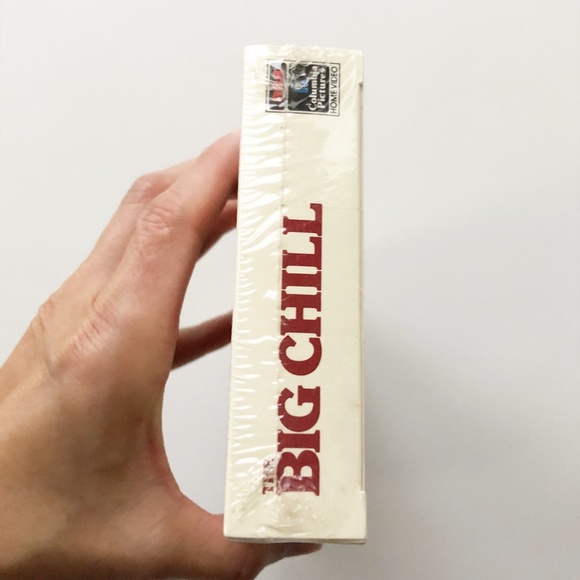 Columbia
Pictures
HOME VIDEO
THE
BIG CHILL